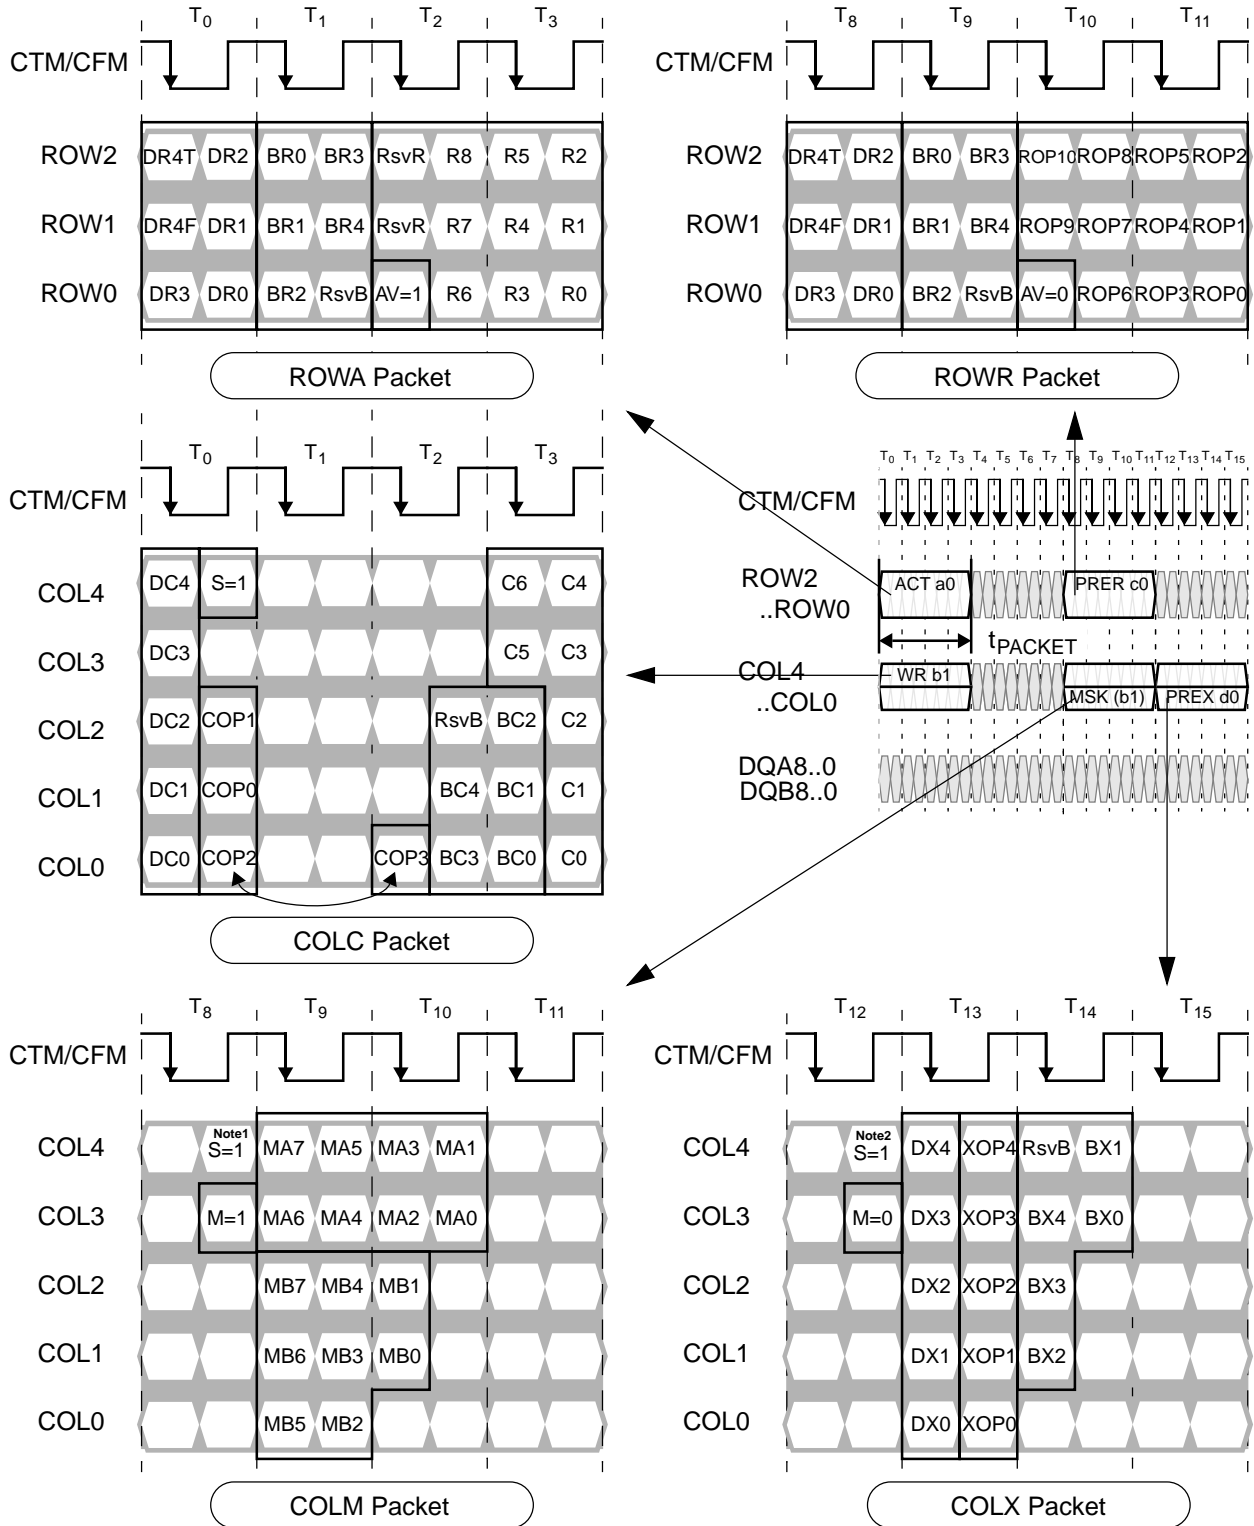 T0 T1 T2 T3
CTM/CFM
ROW2 DR4T DR2 BR0 BR3 RsvR R8 R5 R2
ROW1 DR4F DR1 BR1 BR4 RsvR R7 R4 R1
ROW0 DR3 DR0 BR2 RsvB AV=1 R6 R3 R0
ROWA Packet
T8 T9 T10 T11
CTM/CFM
ROW2 DR4T DR2 BR0 BR3 ROP10 ROP8 ROP5 ROP2
ROW1 DR4F DR1 BR1 BR4 ROP9 ROP7 ROP4 ROP1
ROW0 DR3 DR0 BR2 RsvB AV=0 ROP6 ROP3 ROP0
ROWR Packet
T0 T1 T2 T3
CTM/CFM
COL4 DC4 S=1 C6 C4
COL3 DC3 C5 C3
COL2 DC2 COP1 RsvB BC2 C2
COL1 DC1 COP0 BC4 BC1 C1
COL0 DC0 COP2 COP3 BC3 BC0 C0
COLC Packet
T0 T1 T2 T3 T4 T5 T6 T7 T8 T9 T10 T11 T12 T13 T14 T15
CTM/CFM
ROW2
..ROW0
ACT a0 PRER c0
tPACKET
COL4
..COL0
WR b1 MSK (b1) PREX d0
DQA8..0
DQB8..0
T8 T9 T10 T11
CTM/CFM
Note1
COL4 S=1 MA7 MA5 MA3 MA1
COL3 M=1 MA6 MA4 MA2 MA0
COL2 MB7 MB4 MB1
COL1 MB6 MB3 MB0
COL0 MB5 MB2
COLM Packet
T12 T13 T14 T15
CTM/CFM
Note2
COL4 S=1 DX4 XOP4 RsvB BX1
COL3 M=0 DX3 XOP3 BX4 BX0
COL2 DX2 XOP2 BX3
COL1 DX1 XOP1 BX2
COL0 DX0 XOP0
COLX Packet